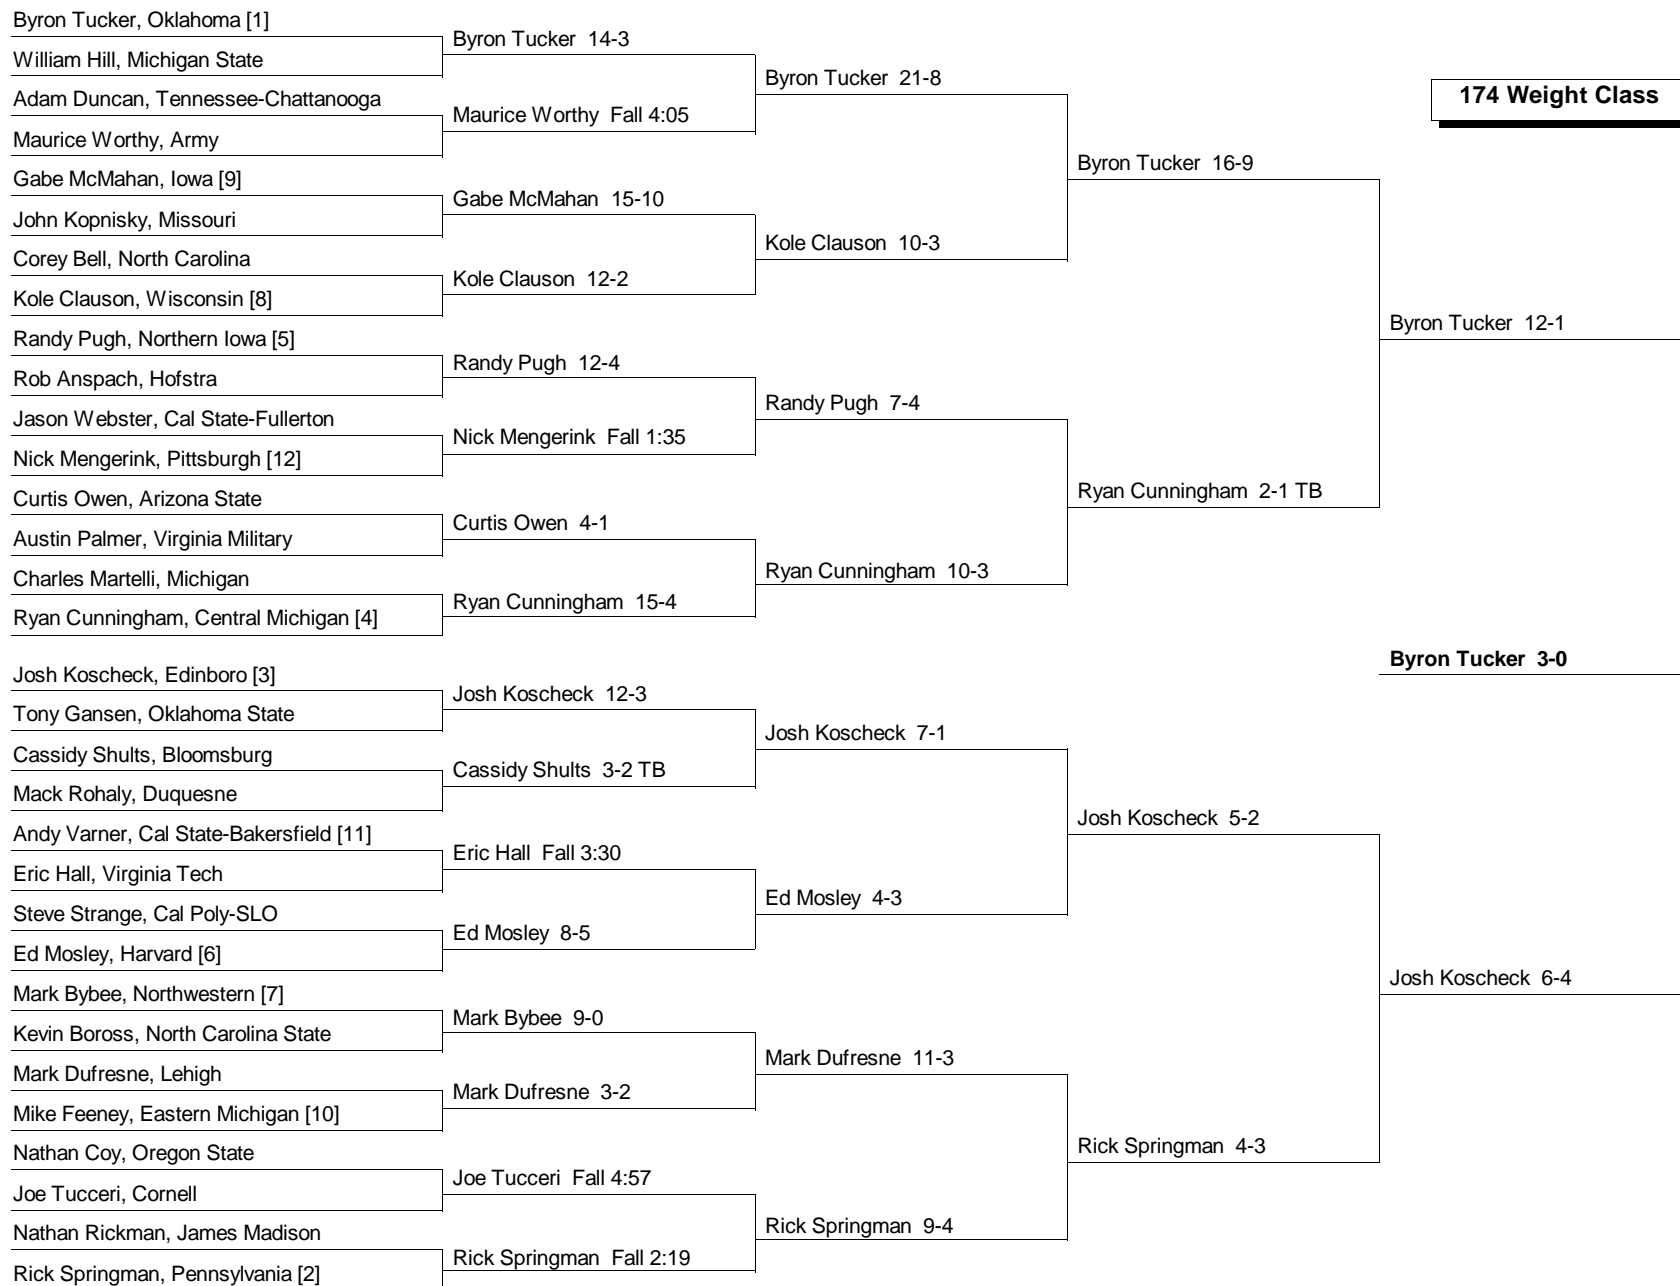 Byron Tucker, Oklahoma [1]
William Hill, Michigan State
Adam Duncan, Tennessee-Chattanooga
Maurice Worthy, Army
Gabe McMahan, Iowa [9]
John Kopnisky, Missouri
Corey Bell, North Carolina
Kole Clauson, Wisconsin [8]
Randy Pugh, Northern Iowa [5]
Rob Anspach, Hofstra
Jason Webster, Cal State-Fullerton
Nick Mengerink, Pittsburgh [12]
Curtis Owen, Arizona State
Austin Palmer, Virginia Military
Charles Martelli, Michigan
Ryan Cunningham, Central Michigan [4]
Josh Koscheck, Edinboro [3]
Tony Gansen, Oklahoma State
Cassidy Shults, Bloomsburg
Mack Rohaly, Duquesne
Andy Varner, Cal State-Bakersfield [11]
Eric Hall, Virginia Tech
Steve Strange, Cal Poly-SLO
Ed Mosley, Harvard [6]
Mark Bybee, Northwestern [7]
Kevin Boross, North Carolina State
Mark Dufresne, Lehigh
Mike Feeney, Eastern Michigan [10]
Nathan Coy, Oregon State
Joe Tucceri, Cornell
Nathan Rickman, James Madison
Rick Springman, Pennsylvania [2]
Byron Tucker 14-3
Maurice Worthy Fall 4:05
Gabe McMahan 15-10
Kole Clauson 12-2
Randy Pugh 12-4
Nick Mengerink Fall 1:35
Curtis Owen 4-1
Ryan Cunningham 15-4
Josh Koscheck 12-3
Cassidy Shults 3-2 TB
Eric Hall Fall 3:30
Ed Mosley 8-5
Mark Bybee 9-0
Mark Dufresne 3-2
Joe Tucceri Fall 4:57
Rick Springman Fall 2:19
Byron Tucker 21-8
Kole Clauson 10-3
Randy Pugh 7-4
Ryan Cunningham 10-3
Josh Koscheck 7-1
Ed Mosley 4-3
Mark Dufresne 11-3
Rick Springman 9-4
Byron Tucker 16-9
Ryan Cunningham 2-1 TB
Josh Koscheck 5-2
Rick Springman 4-3
174 Weight Class
Byron Tucker 12-1
Byron Tucker 3-0
Josh Koscheck 6-4